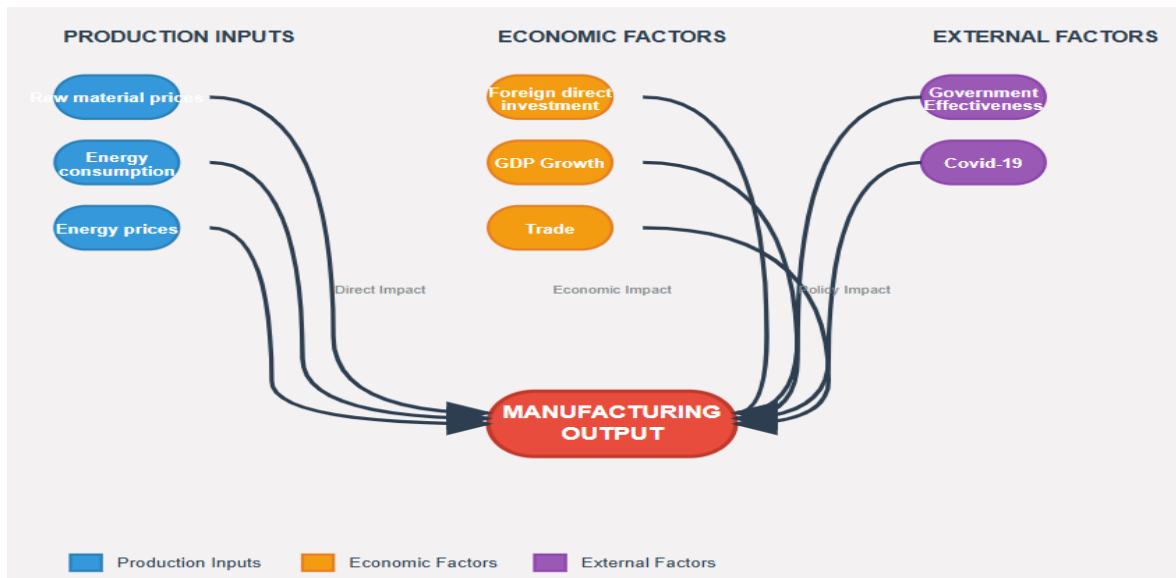 PRODUCTION INPUTS
ECONOMIC FACTORS
EXTERNAL FACTORS
Raw material prices
Foreign direct
investment
Government
Effectiveness
Energy
consumption
GDP Growth
Covid-19
Energy prices
Trade
Direct Impact
Economic Impact
Policy Impact
MANUFACTURING
OUTPUT
Production Inputs
Economic Factors
External Factors